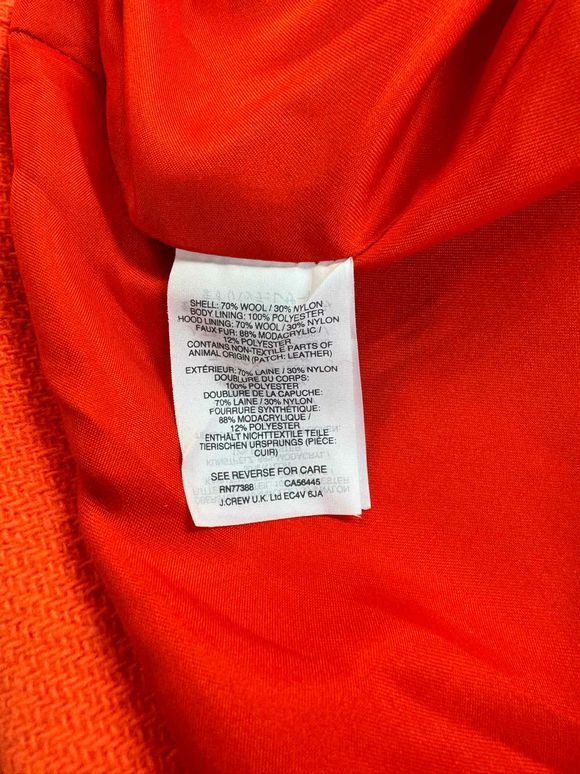 SHELL: 70% WOOL / 30% NYLON
BODY LINING: 100% POLYESTER
HOOD LINING: 70% WOOL / 30% NYLON
FAUX FUR: 88% MODACRYLIC /
12% POLYESTER
CONTAINS NON-TEXTILE PARTS OF
ANIMAL ORIGIN (PATCH: LEATHER)
EXTÉRIEUR: 70% LAINE / 30% NYLON
DOUBLURE DU CORPS:
100% POLYESTER
DOUBLURE DE LA CAPUCHE:
70% LAINE / 30% NYLON
FOURRURE SYNTHÉTIQUE:
88% MODACRYLIQUE /
12% POLYESTER
ENTHÄLT NICHTTEXTILE TEILE
TIERISCHEN URSPRUNGS (PIÈCE:
CUIR)
SEE REVERSE FOR CARE
RN77388 CA56445
J.CREW U.K. Ltd EC4V 6JA